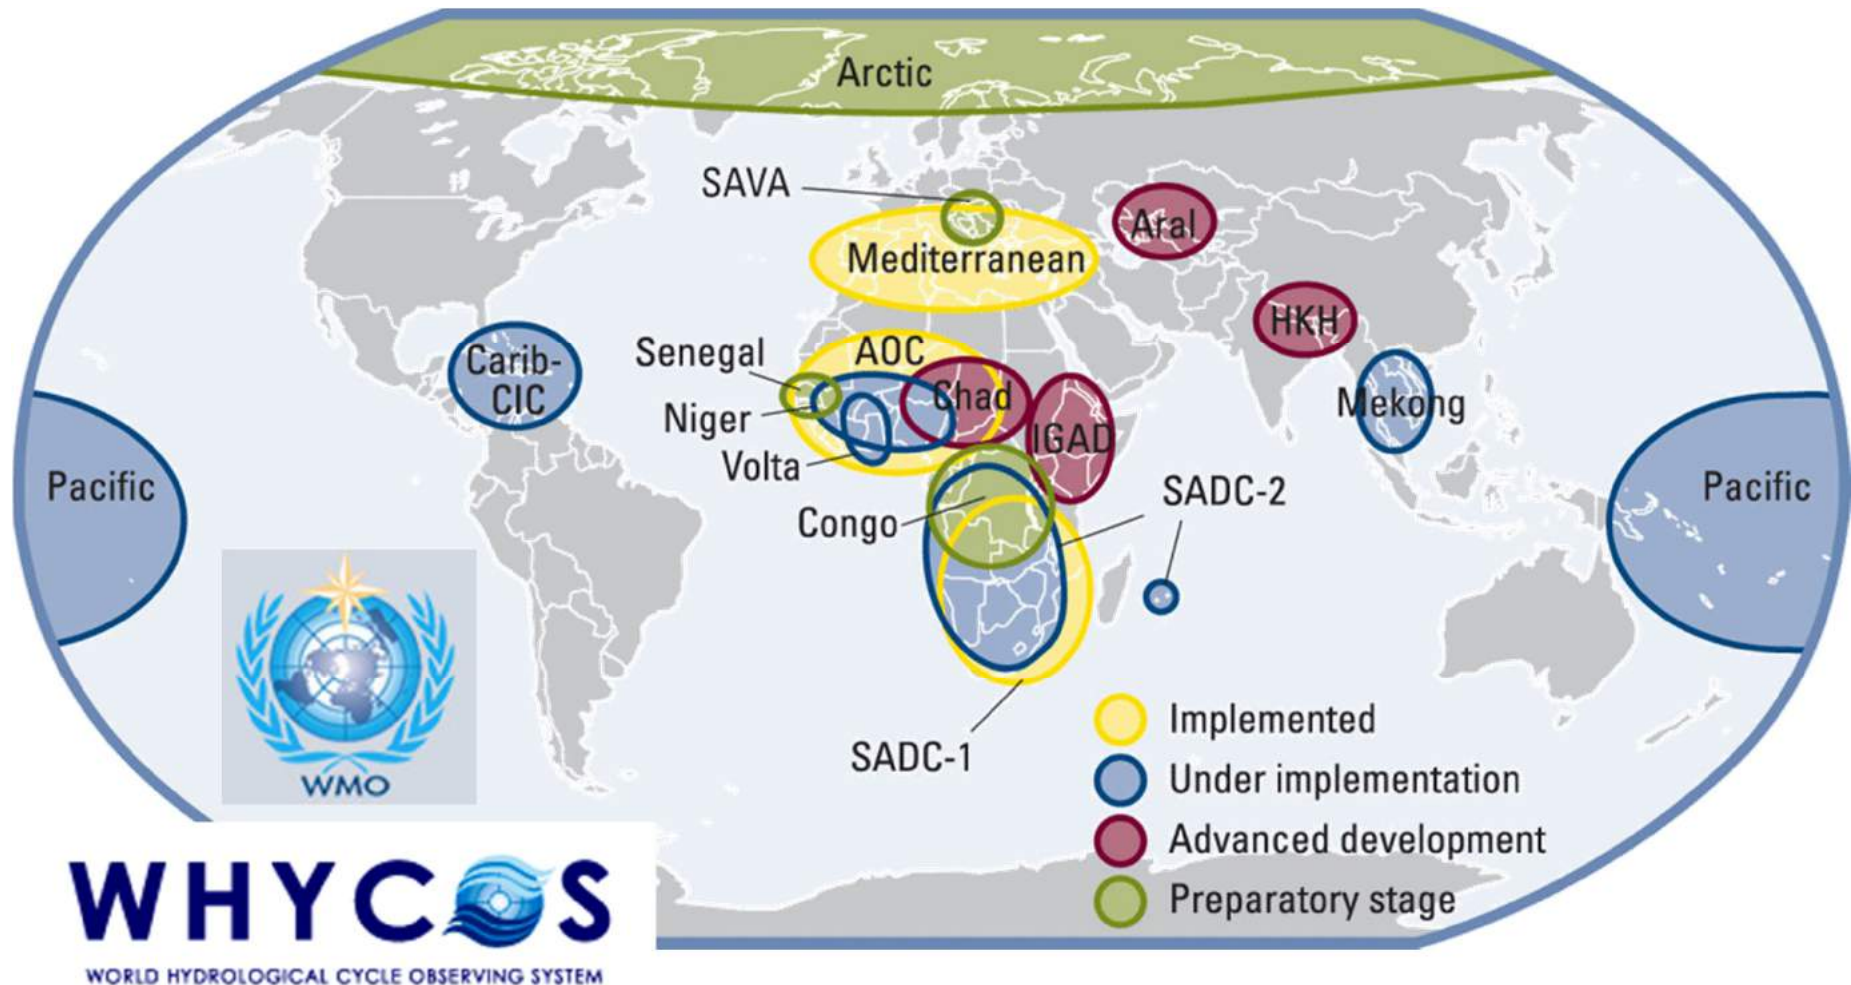 Arctic
SAVA
Aral
Mediterranean
HKH
Senegal
AOC
Carib-
CIC
Chad
Mekong
Niger
IGAD
Volta
Pacific
SADC-2
Pacific
Congo
SADC-1
Implemented
Under implementation
Advanced development
Preparatory stage
WMO
WHYCOS
WORLD HYDROLOGICAL CYCLE OBSERVING SYSTEM